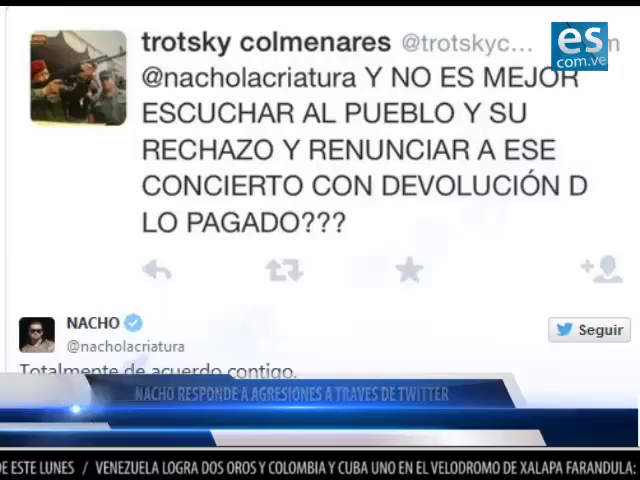 es
com.ve
trotsky colmenares @trotskyc...
@nacholacriatura Y NO ES MEJOR
ESCUCHAR AL PUEBLO Y SU
RECHAZO Y RENUNCIAR A ESE
CONCIERTO CON DEVOLUCIÓN D
LO PAGADO???
NACHO
@nacholacriatura
Seguir
Totalmente de acuerdo contigo.
NACHO RESPONDE A AGRESIONES A TRAVES DE TWITTER
DE ESTE LUNES / VENEZUELA LOGRA DOS OROS Y COLOMBIA Y CUBA UNO EN EL VELODROMO DE XALAPA FARANDULA: